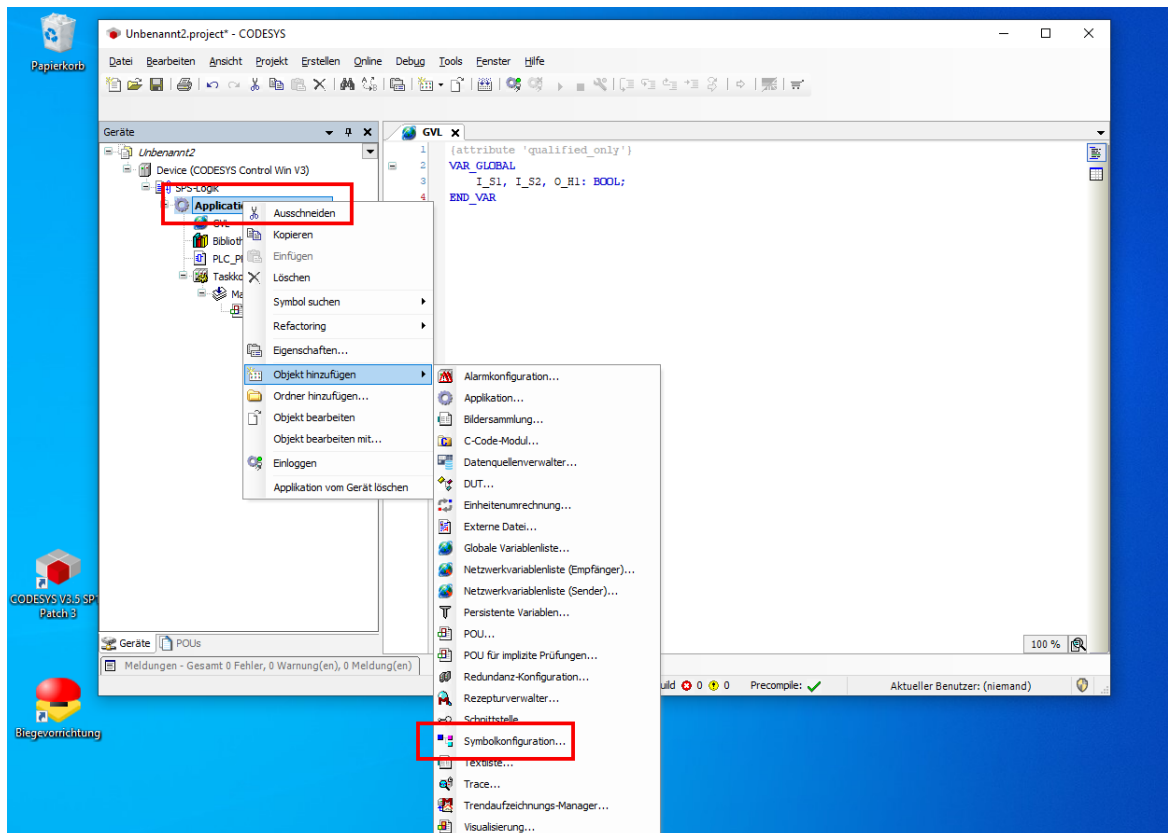 Papierkorb
Unbenannt2.project* - CODESYS
Datei Bearbeiten Ansicht Projekt Erstellen Online Debug Tools Fenster Hilfe
Geräte
GVL
Unbenannt2
Device (CODESYS Control Win V3)
SPS-Logik
Applicati
GVL
Biblioth
PLC_P
Taskko
Ma
1 {attribute 'qualified_only'}
2 VAR_GLOBAL
3 I_S1, I_S2, O_H1: BOOL;
4 END_VAR
Ausschneiden
Kopieren
Einfügen
Löschen
Symbol suchen
Refactoring
Eigenschaften...
Objekt hinzufügen
Ordner hinzufügen...
Objekt bearbeiten
Objekt bearbeiten mit...
Einloggen
Applikation vom Gerät löschen
Alarmkonfiguration...
Applikation...
Bildersammlung...
C-Code-Modul...
Datenquellenverwalter...
DUT...
Einheitenumrechnung...
Externe Datei...
Globale Variablenliste...
Netzwerkvariablenliste (Empfänger)...
Netzwerkvariablenliste (Sender)...
Persistente Variablen...
POU...
POU für implizite Prüfungen...
Redundanz-Konfiguration...
Rezepturverwalter...
Schnittstelle
Symbolkonfiguration...
Textliste...
Trace...
Trendaufzeichnungs-Manager...
Visualisierung...
CODESYS V3.5 SP1
Patch 3
Geräte POUs
100 %
Meldungen - Gesamt 0 Fehler, 0 Warnung(en), 0 Meldung(en)
uild 0 0 Precompile: Aktueller Benutzer: (niemand)
Biegevorrichtung